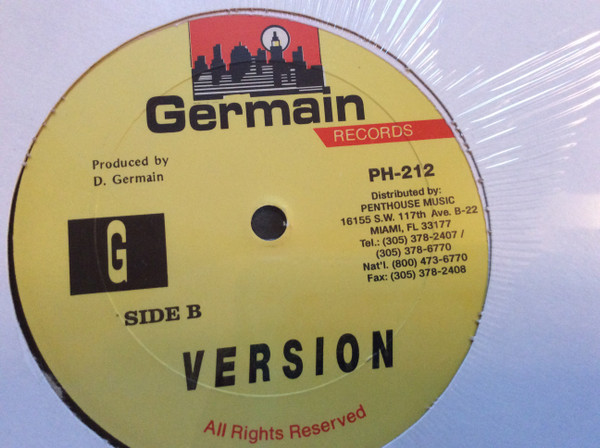 Germain
RECORDS
Produced by
D. Germain
PH-212
Distributed by:
PENTHOUSE MUSIC
16155 S.W. 117th Ave. B-22
MIAMI, FL 33177
Tel.: (305) 378-2407 /
(305) 378-6770
Nat'l. (800) 473-6770
Fax: (305) 378-2408
G
SIDE B
VERSION
All Rights Reserved